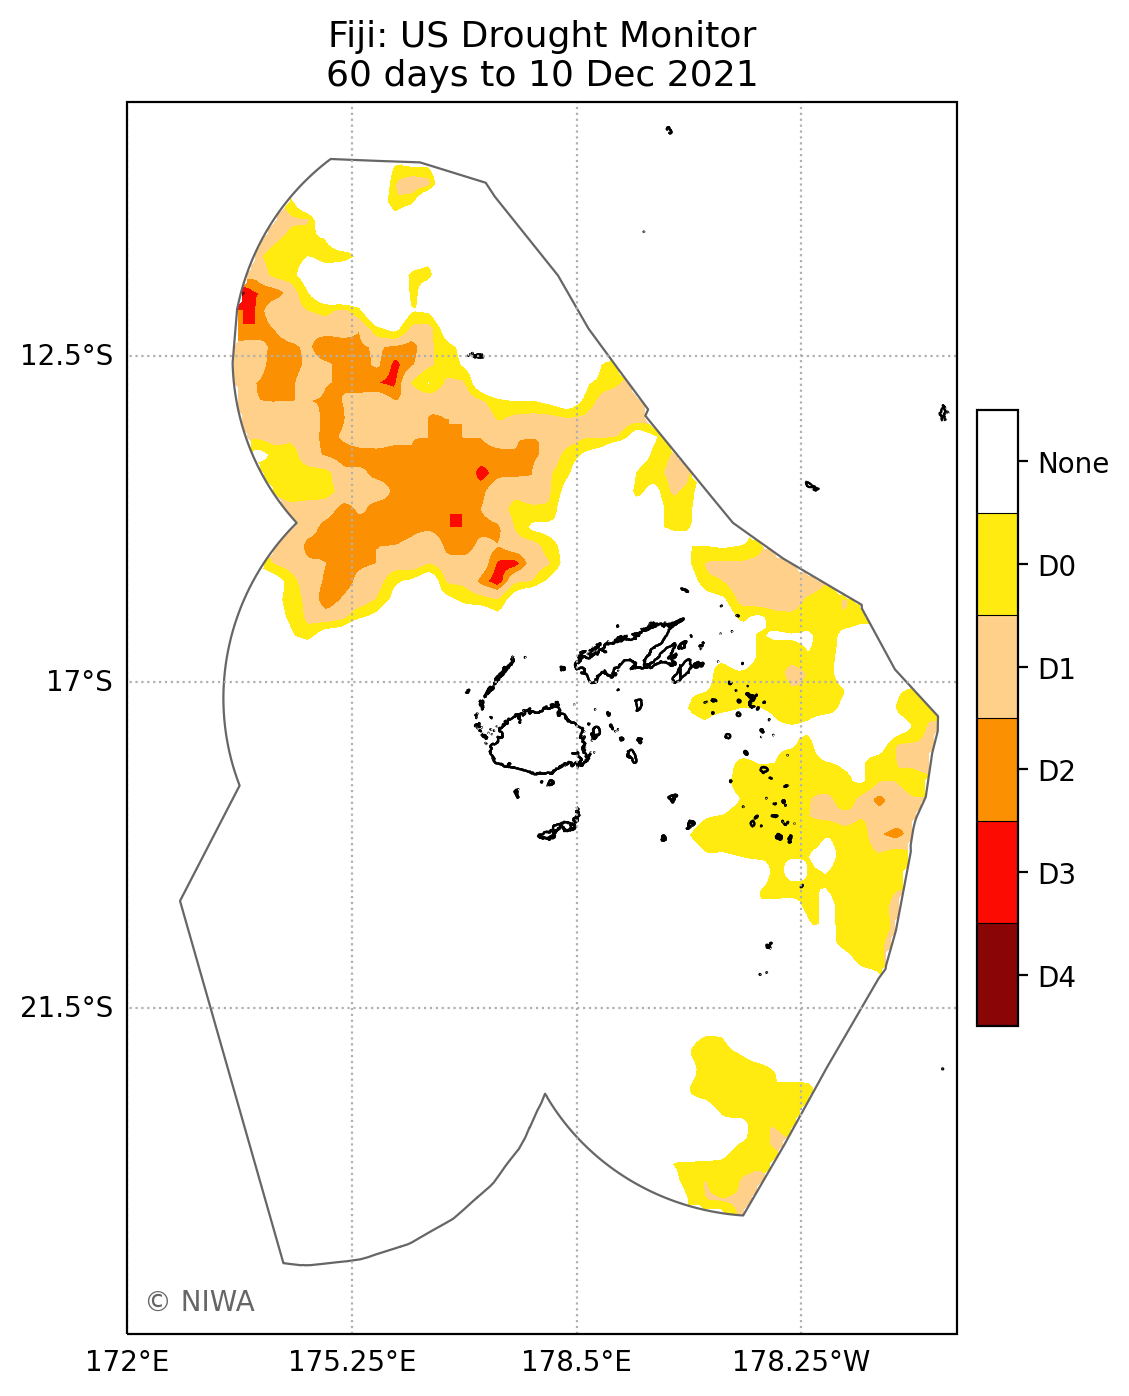 Fiji: US Drought Monitor
60 days to 10 Dec 2021
12.5°S
17°S
21.5°S
None
D0
D1
D2
D3
D4
© NIWA
172°E
175.25°E
178.5°E
178.25°W